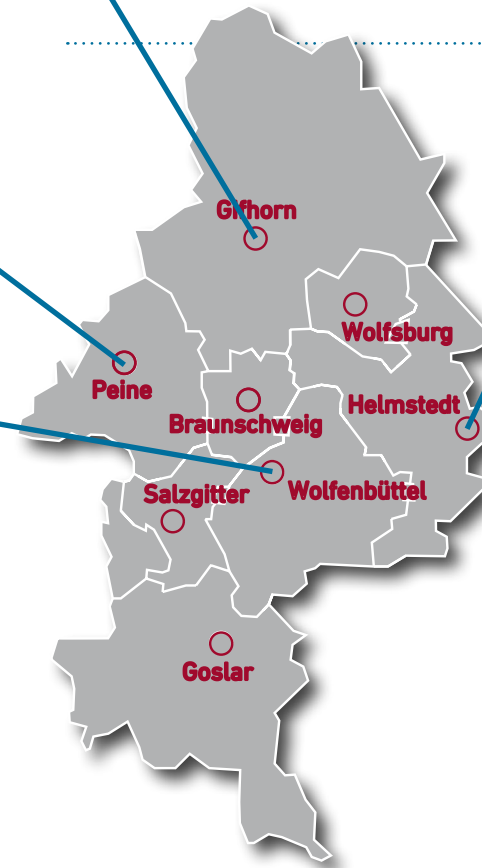 Gifhorn
Wolfsburg
Peine
Helmstedt
Braunschweig
Wolfenbüttel
Salzgitter
Goslar